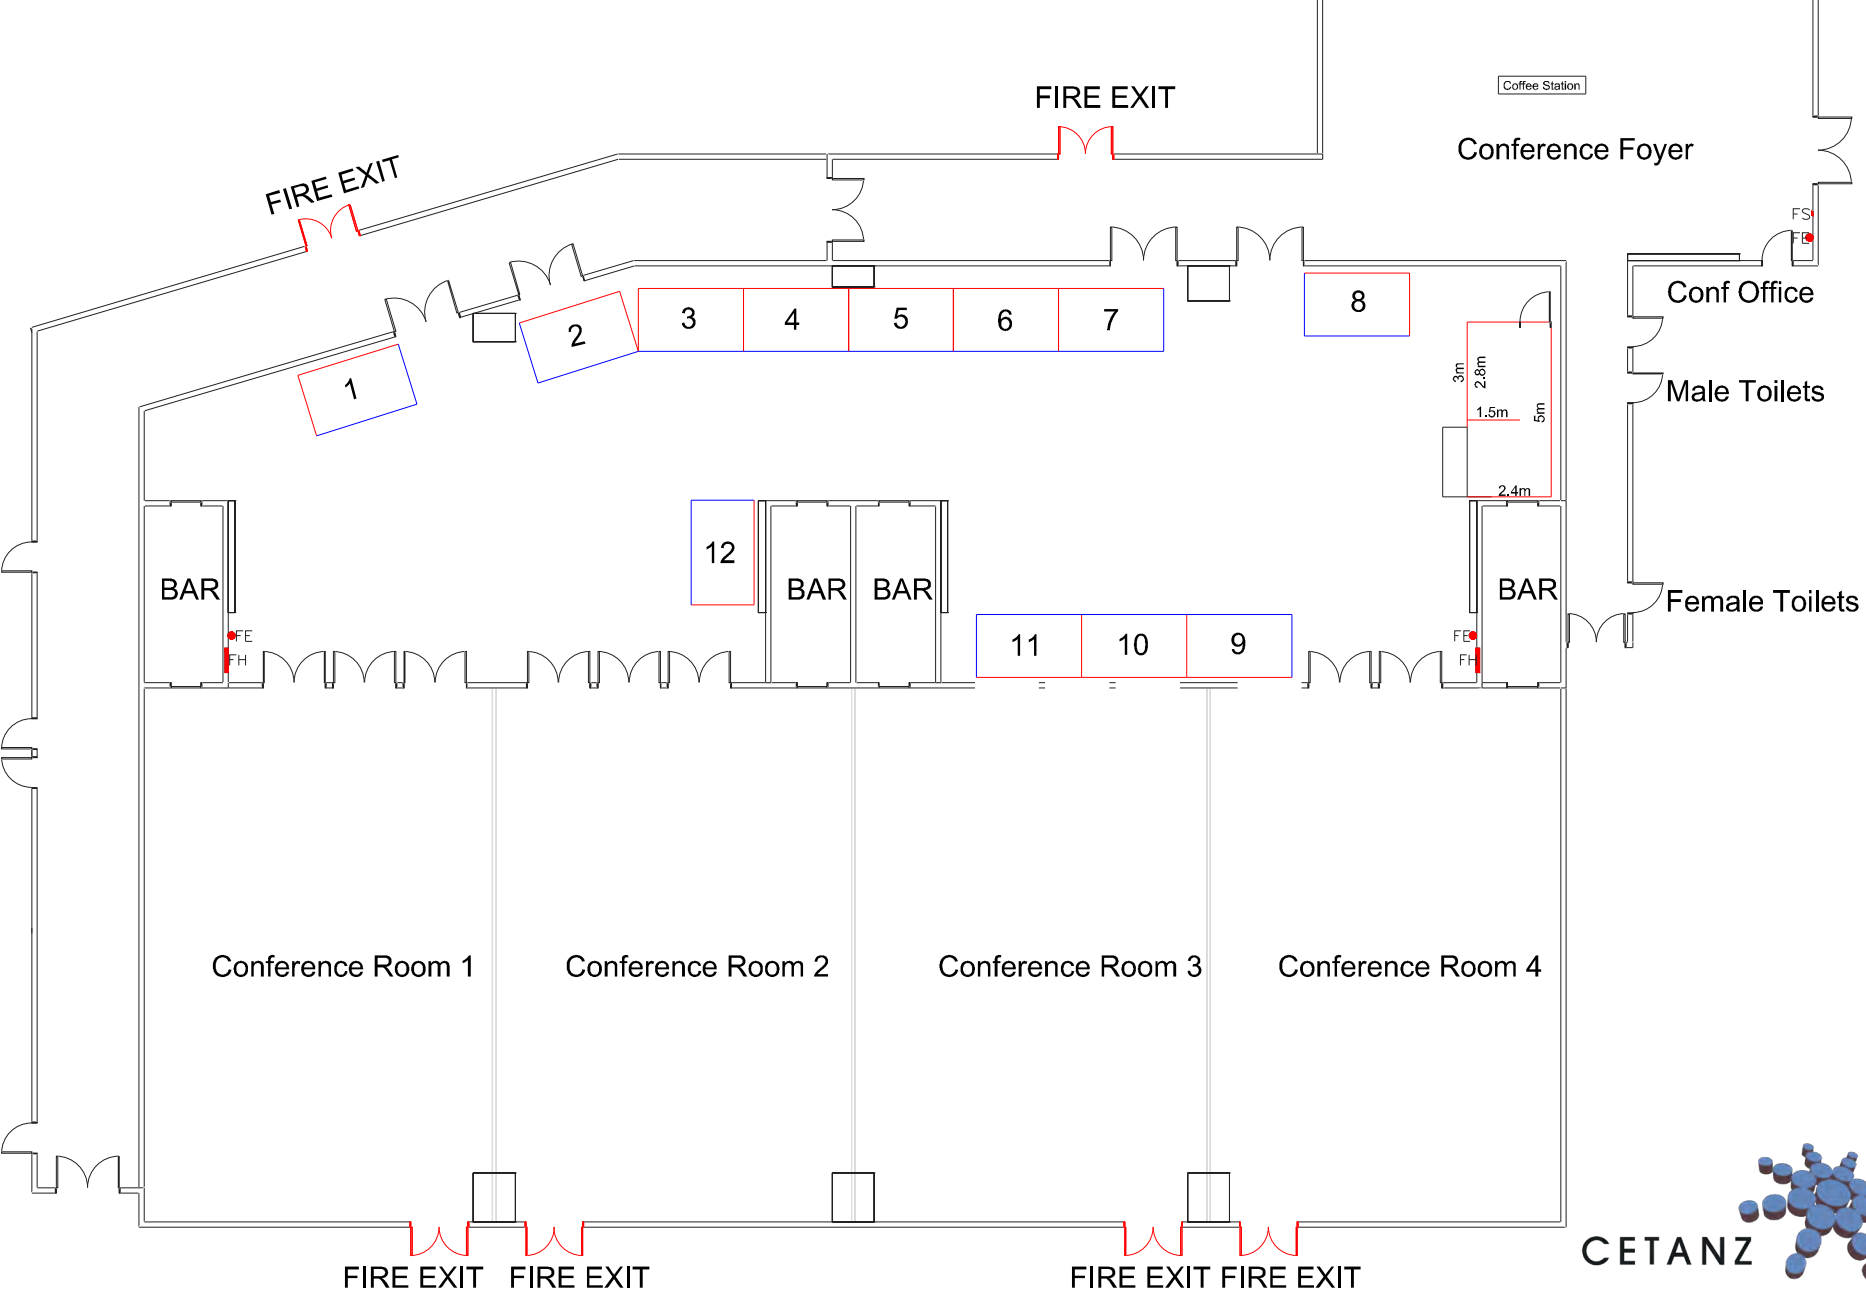 Coffee Station
FIRE EXIT
Conference Foyer
FIRE EXIT
FS
FE
Conf Office
1
2
3
4
5
6
7
8
3m
2.8m
1.5m
5m
2.4m
Male Toilets
12
BAR
BAR
BAR
BAR
Female Toilets
FE
FH
11
10
9
FE
FH
Conference Room 1
Conference Room 2
Conference Room 3
Conference Room 4
CETANZ
FIRE EXIT
FIRE EXIT
FIRE EXIT
FIRE EXIT